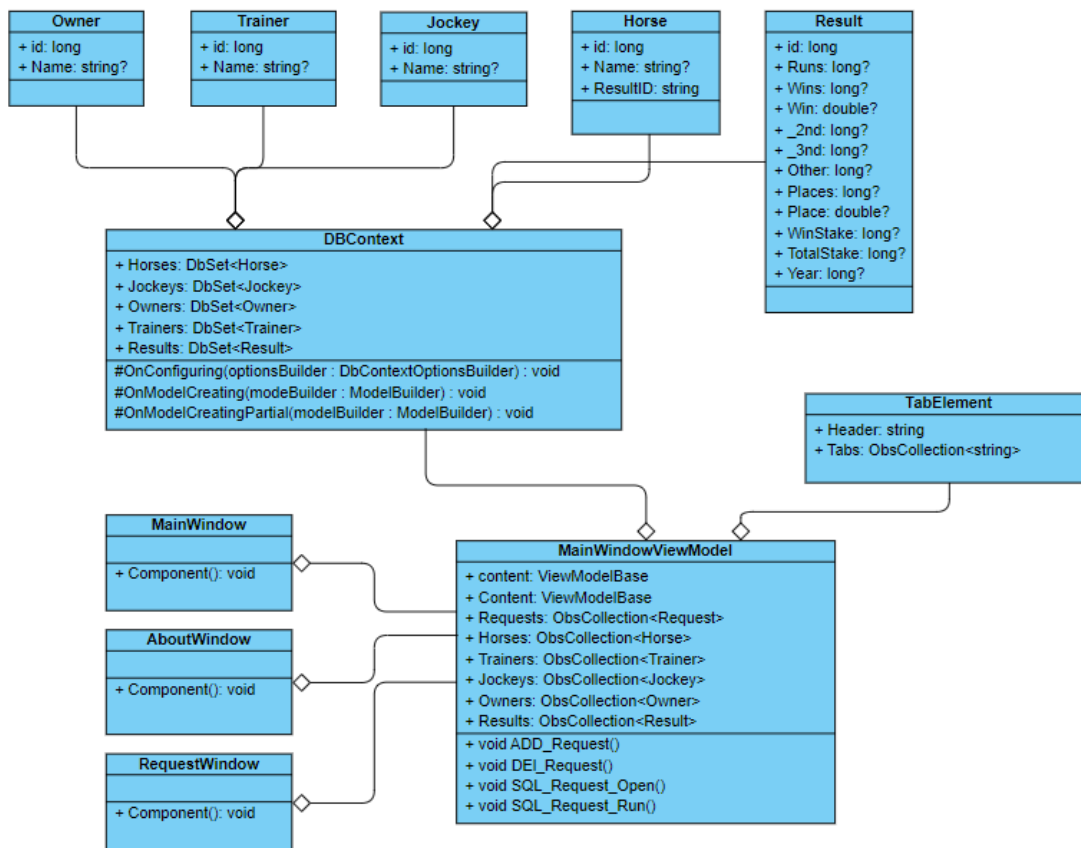 Owner
+ id: long
+ Name: string?
Trainer
+ id: long
+ Name: string?
Jockey
+ id: long
+ Name: string?
Horse
+ id: long
+ Name: string?
+ ResultID: string
Result
+ id: long
+ Runs: long?
+ Wins: long?
+ Win: double?
+ _2nd: long?
+ _3nd: long?
+ Other: long?
+ Places: long?
+ Place: double?
+ WinStake: long?
+ TotalStake: long?
+ Year: long?
DBContext
+ Horses: DbSet<Horse>
+ Jockeys: DbSet<Jockey>
+ Owners: DbSet<Owner>
+ Trainers: DbSet<Trainer>
+ Results: DbSet<Result>
#OnConfiguring(optionsBuilder : DbContextOptionsBuilder) : void
#OnModelCreating(modeBuilder : ModelBuilder) : void
#OnModelCreatingPartial(modelBuilder : ModelBuilder) : void
TabElement
+ Header: string
+ Tabs: ObsCollection<string>
MainWindow
+ Component(): void
AboutWindow
+ Component(): void
RequestWindow
+ Component(): void
MainWindowViewModel
+ content: ViewModelBase
+ Content: ViewModelBase
+ Requests: ObsCollection<Request>
+ Horses: ObsCollection<Horse>
+ Trainers: ObsCollection<Trainer>
+ Jockeys: ObsCollection<Jockey>
+ Owners: ObsCollection<Owner>
+ Results: ObsCollection<Result>
+ void ADD_Request()
+ void DEl_Request()
+ void SQL_Request_Open()
+ void SQL_Request_Run()